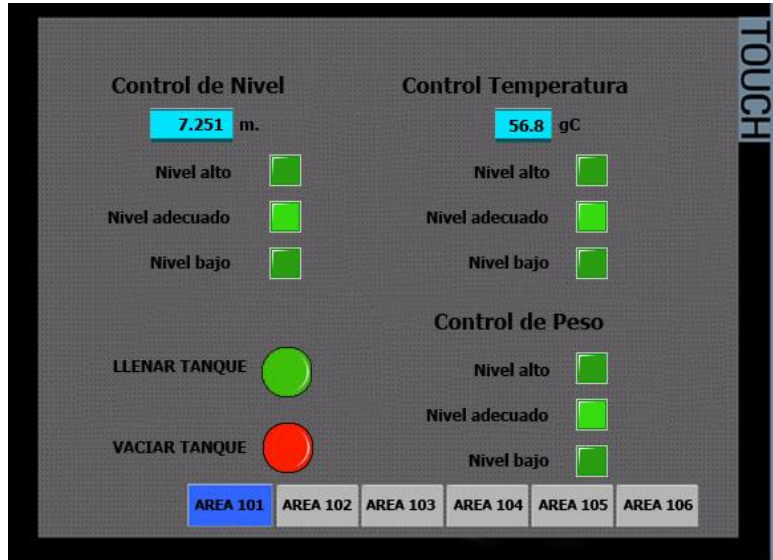 TOUCH
Control de Nivel
7.251 m.
Nivel alto
Nivel adecuado
Nivel bajo
LLENAR TANQUE
VACIAR TANQUE
Control Temperatura
56.8 gC
Nivel alto
Nivel adecuado
Nivel bajo
Control de Peso
Nivel alto
Nivel adecuado
Nivel bajo
AREA 101 AREA 102 AREA 103 AREA 104 AREA 105 AREA 106